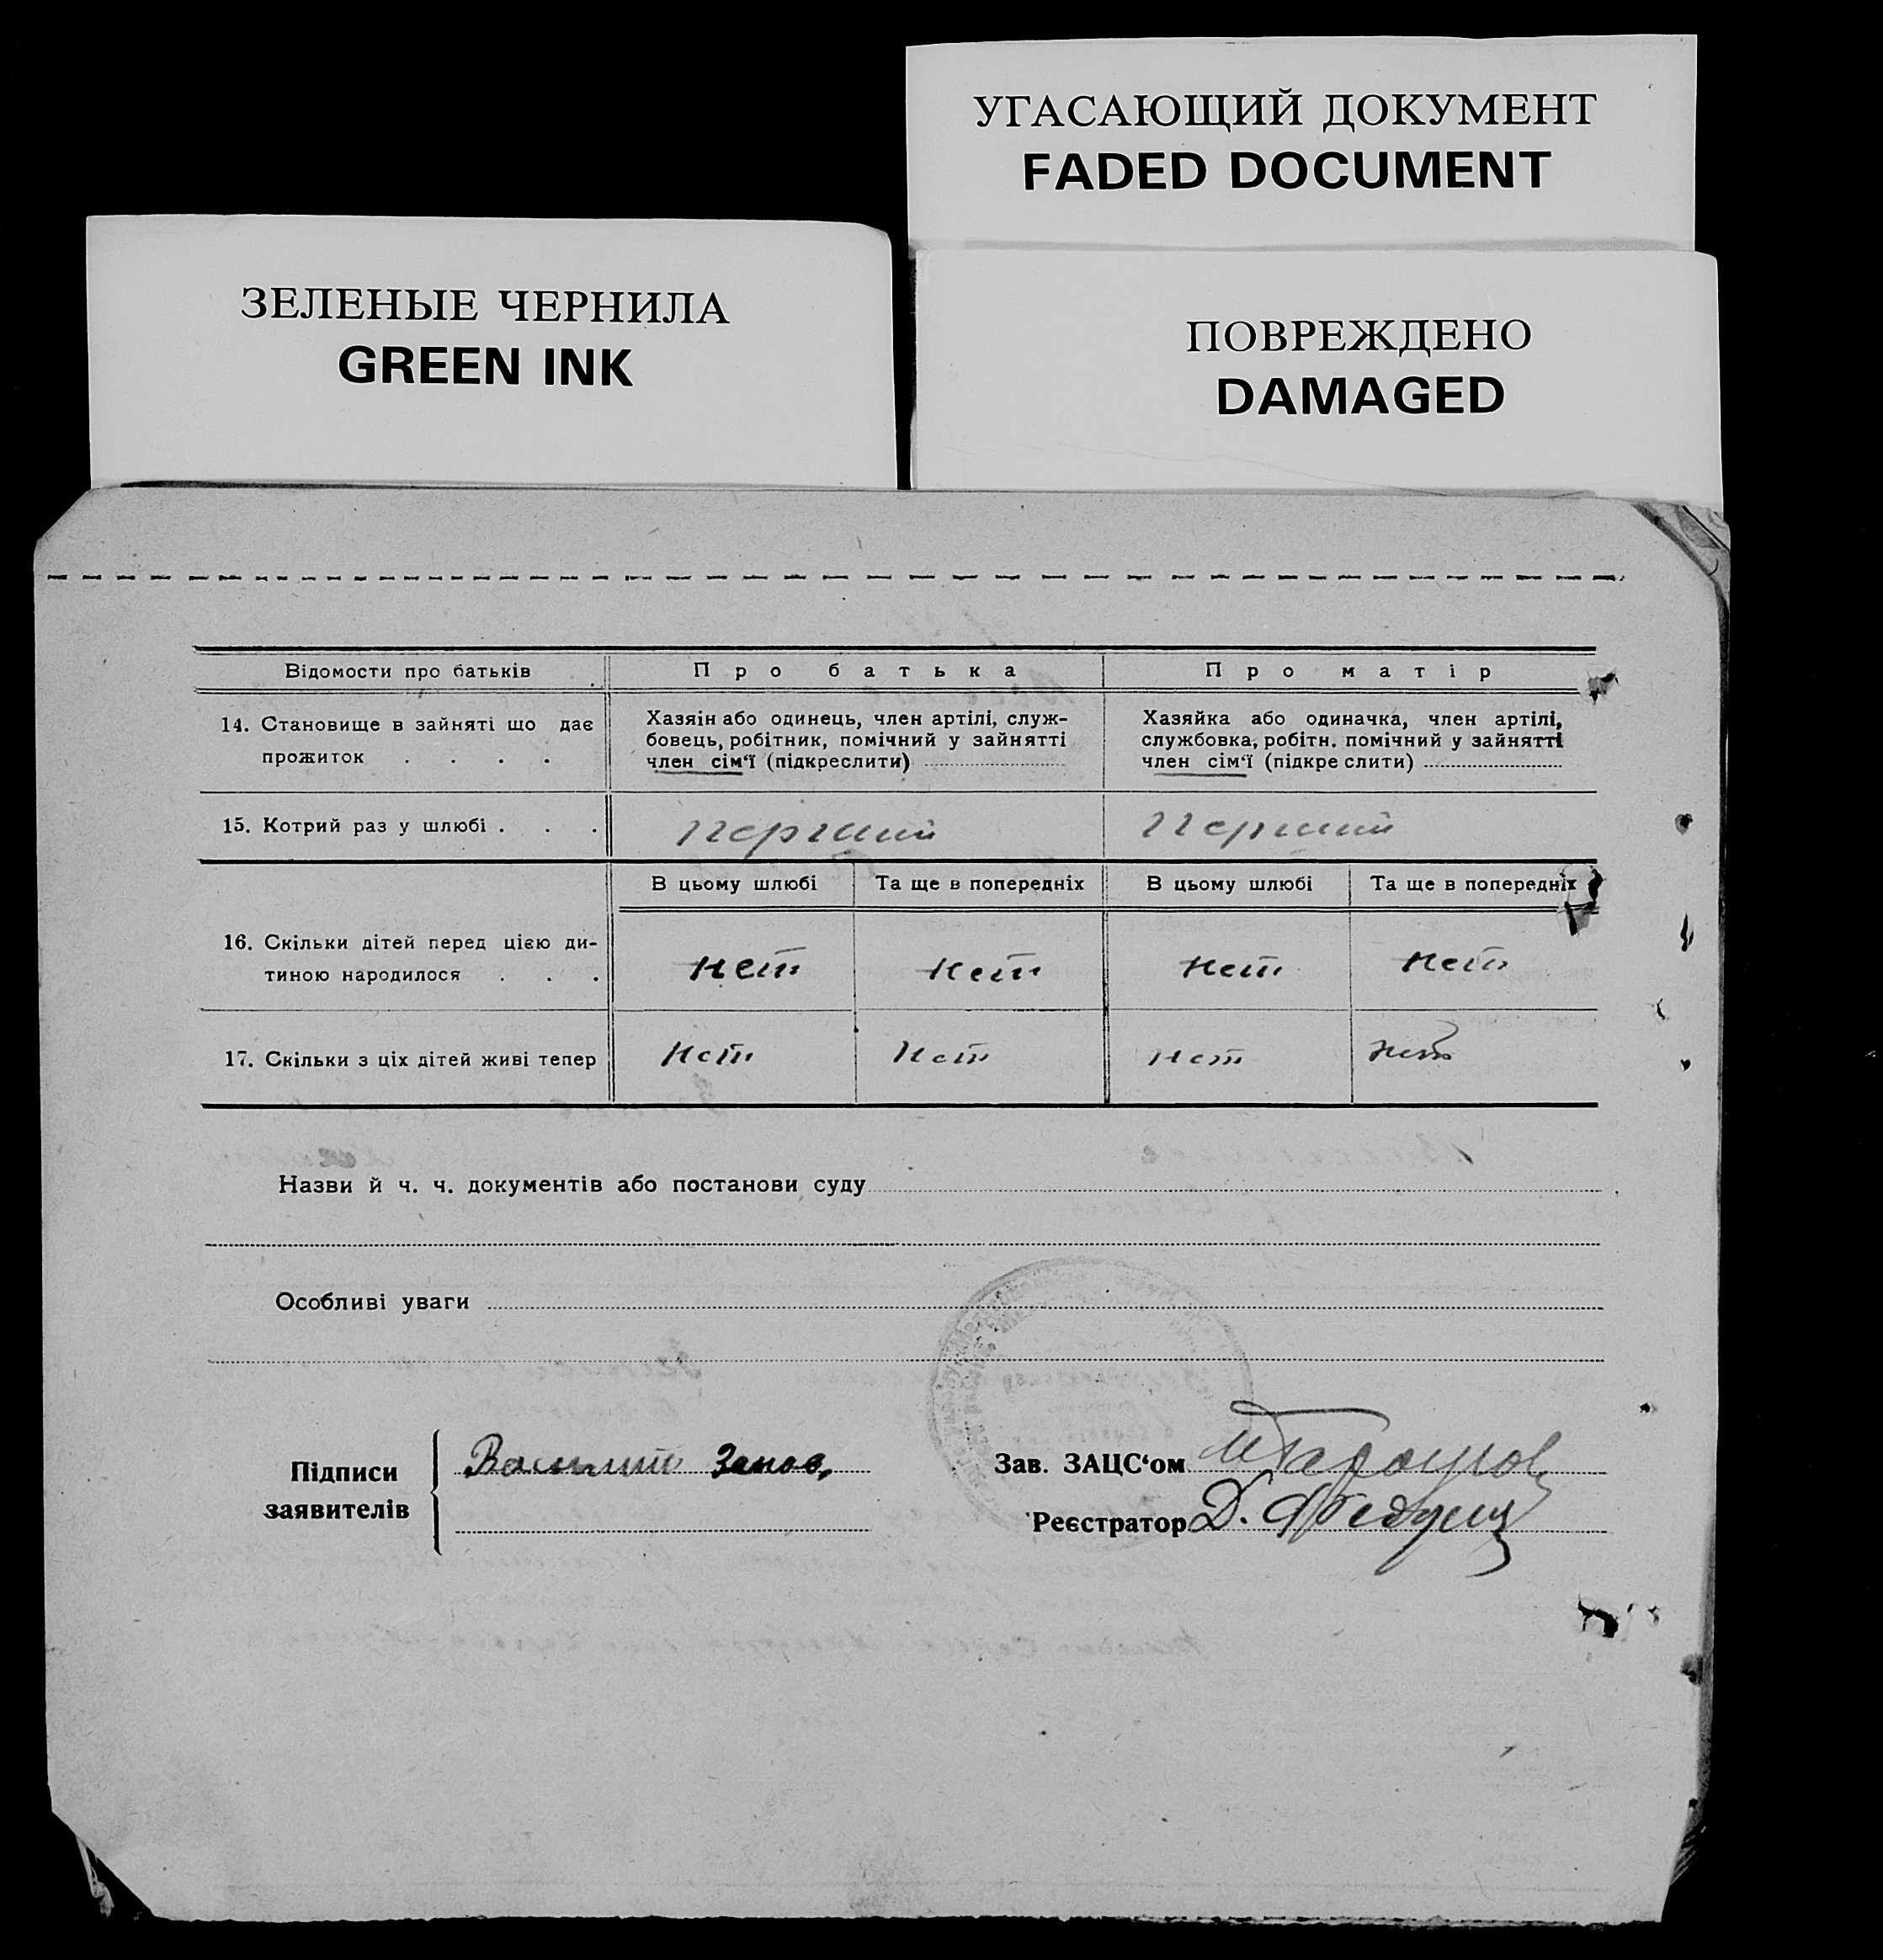 УГАСАЮЩИЙ ДОКУМЕНТ
FADED DOCUMENT
ЗЕЛЕНЫЕ ЧЕРНИЛА
GREEN INK
ПОВРЕЖДЕНО
DAMAGED
Відомости про батьків Про батька Про матір
14. Становище в зайняті що дає
прожиток . . . .
Хазяін або одинець, член артілі, служ-
бовець, робітник, помічний у зайнятті
член сім‘ї (підкреслити)
Хазяйка або одиначка, член артілі,
службовка, робітн. помічний у зайнятті
член сім‘ї (підкреслити)
15. Котрий раз у шлюбі . . . Перший Перший
В цьому шлюбі Та ще в попередніх В цьому шлюбі Та ще в попередніх
16. Скільки дітей перед цією ди-
тиною народилося . . . нет нет нет нет
17. Скільки з ціх дітей живі тепер нет нет нет нет
Назви й ч. ч. документів або постанови суду
Особливі уваги
Підписи
заявителів
Зав. ЗАЦС‘ом
Реєстратор Д.